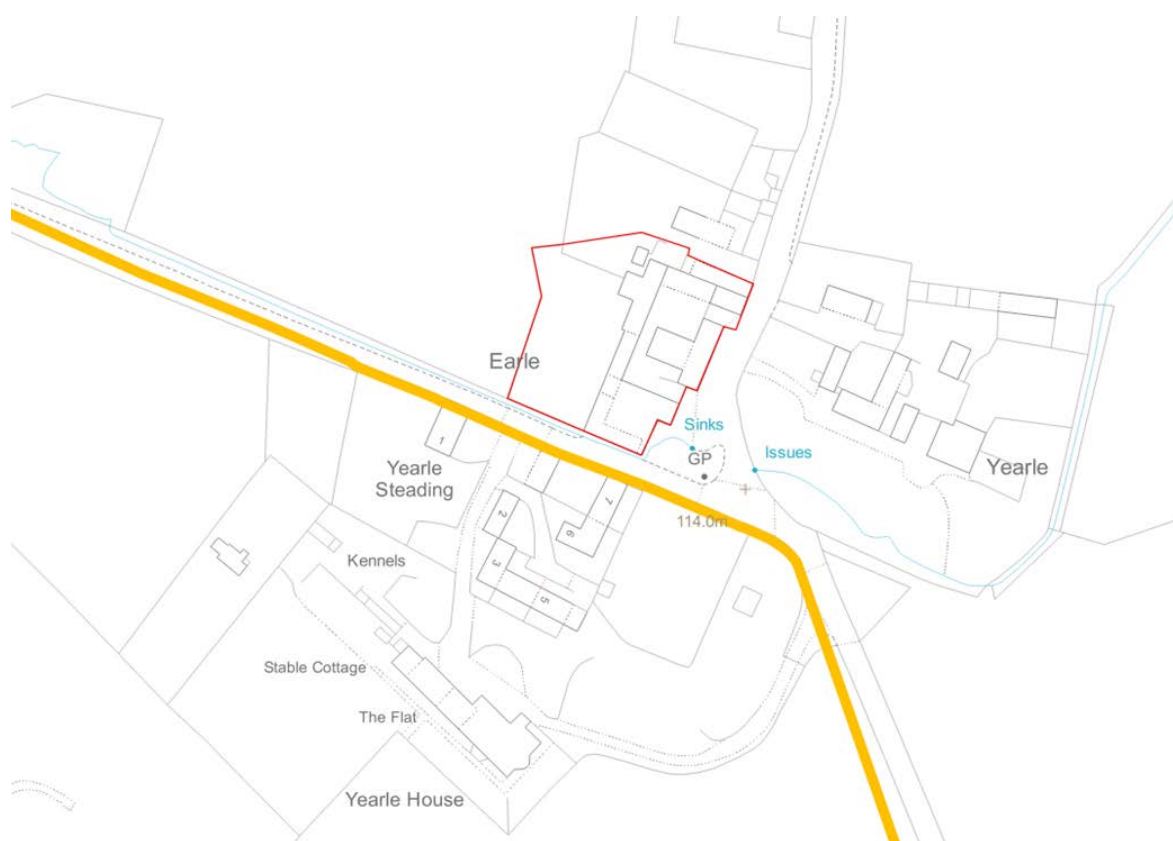 Earle
Sinks
GP
Issues
Yearle
114.0m
Yearle
Steading
1
2
3
5
6
7
Kennels
Stable Cottage
The Flat
Yearle House